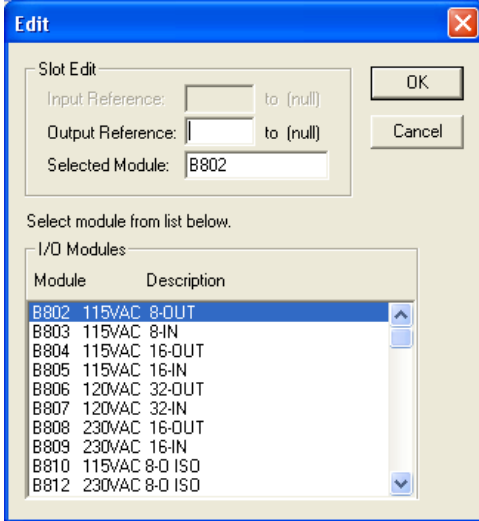 Edit
Slot Edit
Input Reference: to (null)
Output Reference: to (null)
Selected Module: B802
OK
Cancel
Select module from list below.
I/O Modules
Module Description
B802 115VAC 8-OUT
B803 115VAC 8-IN
B804 115VAC 16-OUT
B805 115VAC 16-IN
B806 120VAC 32-OUT
B807 120VAC 32-IN
B808 230VAC 16-OUT
B809 230VAC 16-IN
B810 115VAC 8-O ISO
B812 230VAC 8-O ISO